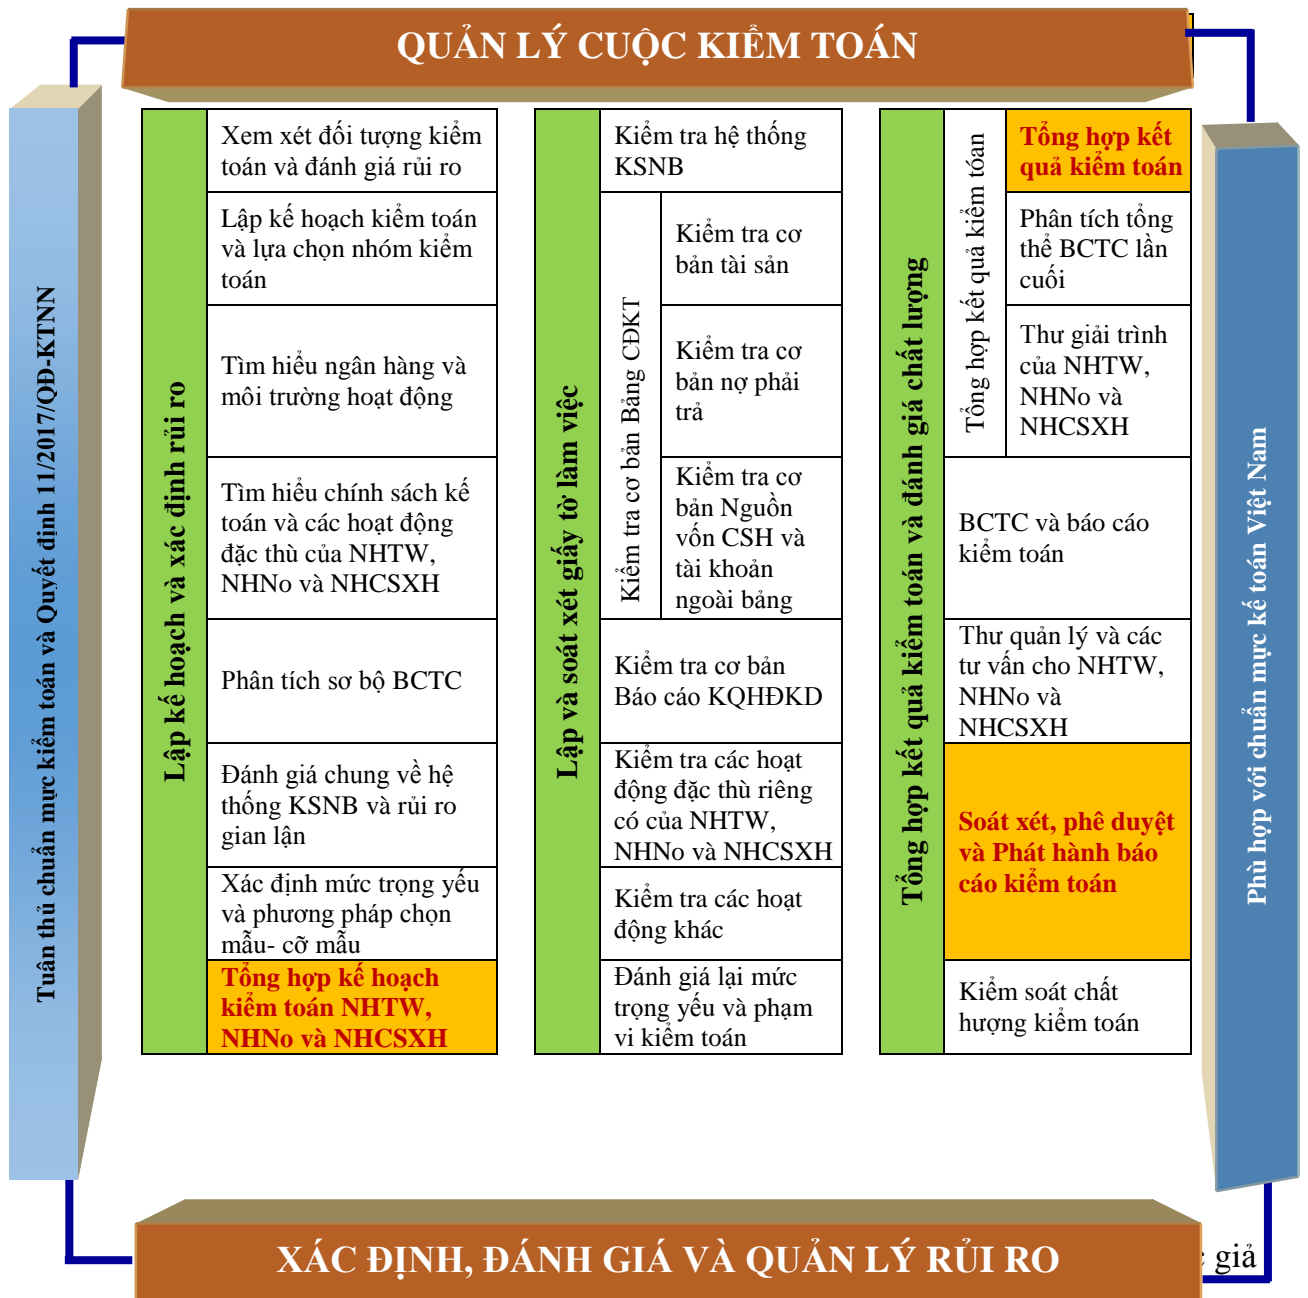 QUẢN LÝ CUỘC KIỂM TOÁN
Tuân thủ chuẩn mực kiểm toán và Quyết định 11/2017/QĐ-KTNN
Lập kế hoạch và xác định rủi ro
Xem xét đối tượng kiểm
toán và đánh giá rủi ro
Lập kế hoạch kiểm toán
và lựa chọn nhóm kiểm
toán
Tìm hiểu ngân hàng và
môi trường hoạt động
Tìm hiểu chính sách kế
toán và các hoạt động
đặc thù của NHTW,
NHNo và NHCSXH
Phân tích sơ bộ BCTC
Đánh giá chung về hệ
thống KSNB và rủi ro
gian lận
Xác định mức trọng yếu
và phương pháp chọn
mẫu- cỡ mẫu
Tổng hợp kế hoạch
kiểm toán NHTW,
NHNo và NHCSXH
Lập và soát xét giấy tờ làm việc
Kiểm tra hệ thống
KSNB
Kiểm tra cơ bản Bảng CĐKT
Kiểm tra cơ
bản tài sản
Kiểm tra cơ
bản nợ phải
trả
Kiểm tra cơ
bản Nguồn
vốn CSH và
tài khoản
ngoài bảng
Kiểm tra cơ bản
Báo cáo KQHĐKD
Kiểm tra các hoạt
động đặc thù riêng
có của NHTW,
NHNo và NHCSXH
Kiểm tra các hoạt
động khác
Đánh giá lại mức
trọng yếu và phạm
vi kiểm toán
Tổng hợp kết quả kiểm toán và đánh giá chất lượng
Tổng hợp kết quả kiểm tóan
Tổng hợp kết
quả kiểm toán
Phân tích tổng
thể BCTC lần
cuối
Thư giải trình
của NHTW,
NHNo và
NHCSXH
BCTC và báo cáo
kiểm toán
Thư quản lý và các
tư vấn cho NHTW,
NHNo và
NHCSXH
Soát xét, phê duyệt
và Phát hành báo
cáo kiểm toán
Kiểm soát chất
hượng kiểm toán
Phù hợp với chuẩn mực kế toán Việt Nam
XÁC ĐỊNH, ĐÁNH GIÁ VÀ QUẢN LÝ RỦI RO
giả